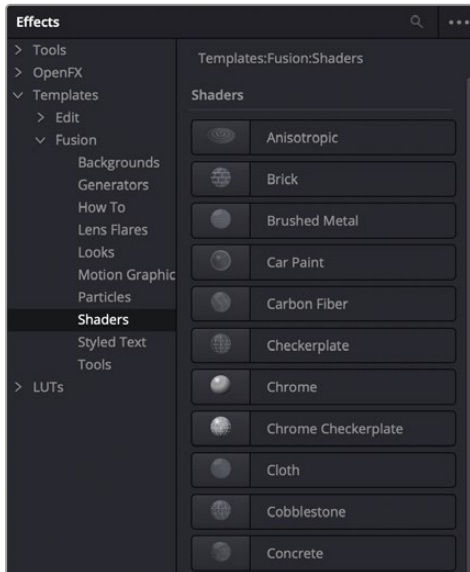 Effects
Tools
OpenFX
Templates
Edit
Fusion
Backgrounds
Generators
How To
Lens Flares
Looks
Motion Graphic
Particles
Shaders
Styled Text
Tools
LUTs
Templates:Fusion:Shaders
Shaders
Anisotropic
Brick
Brushed Metal
Car Paint
Carbon Fiber
Checkerplate
Chrome
Chrome Checkerplate
Cloth
Cobblestone
Concrete